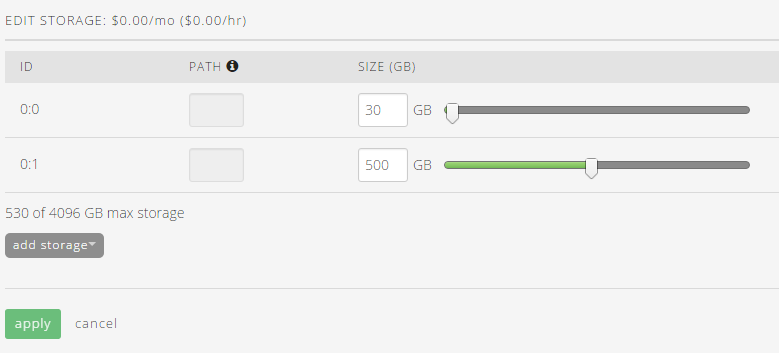 EDIT STORAGE: $0.00/mo ($0.00/hr)
ID PATH SIZE (GB)
0:0 30 GB
0:1 500 GB
530 of 4096 GB max storage
add storage
apply cancel